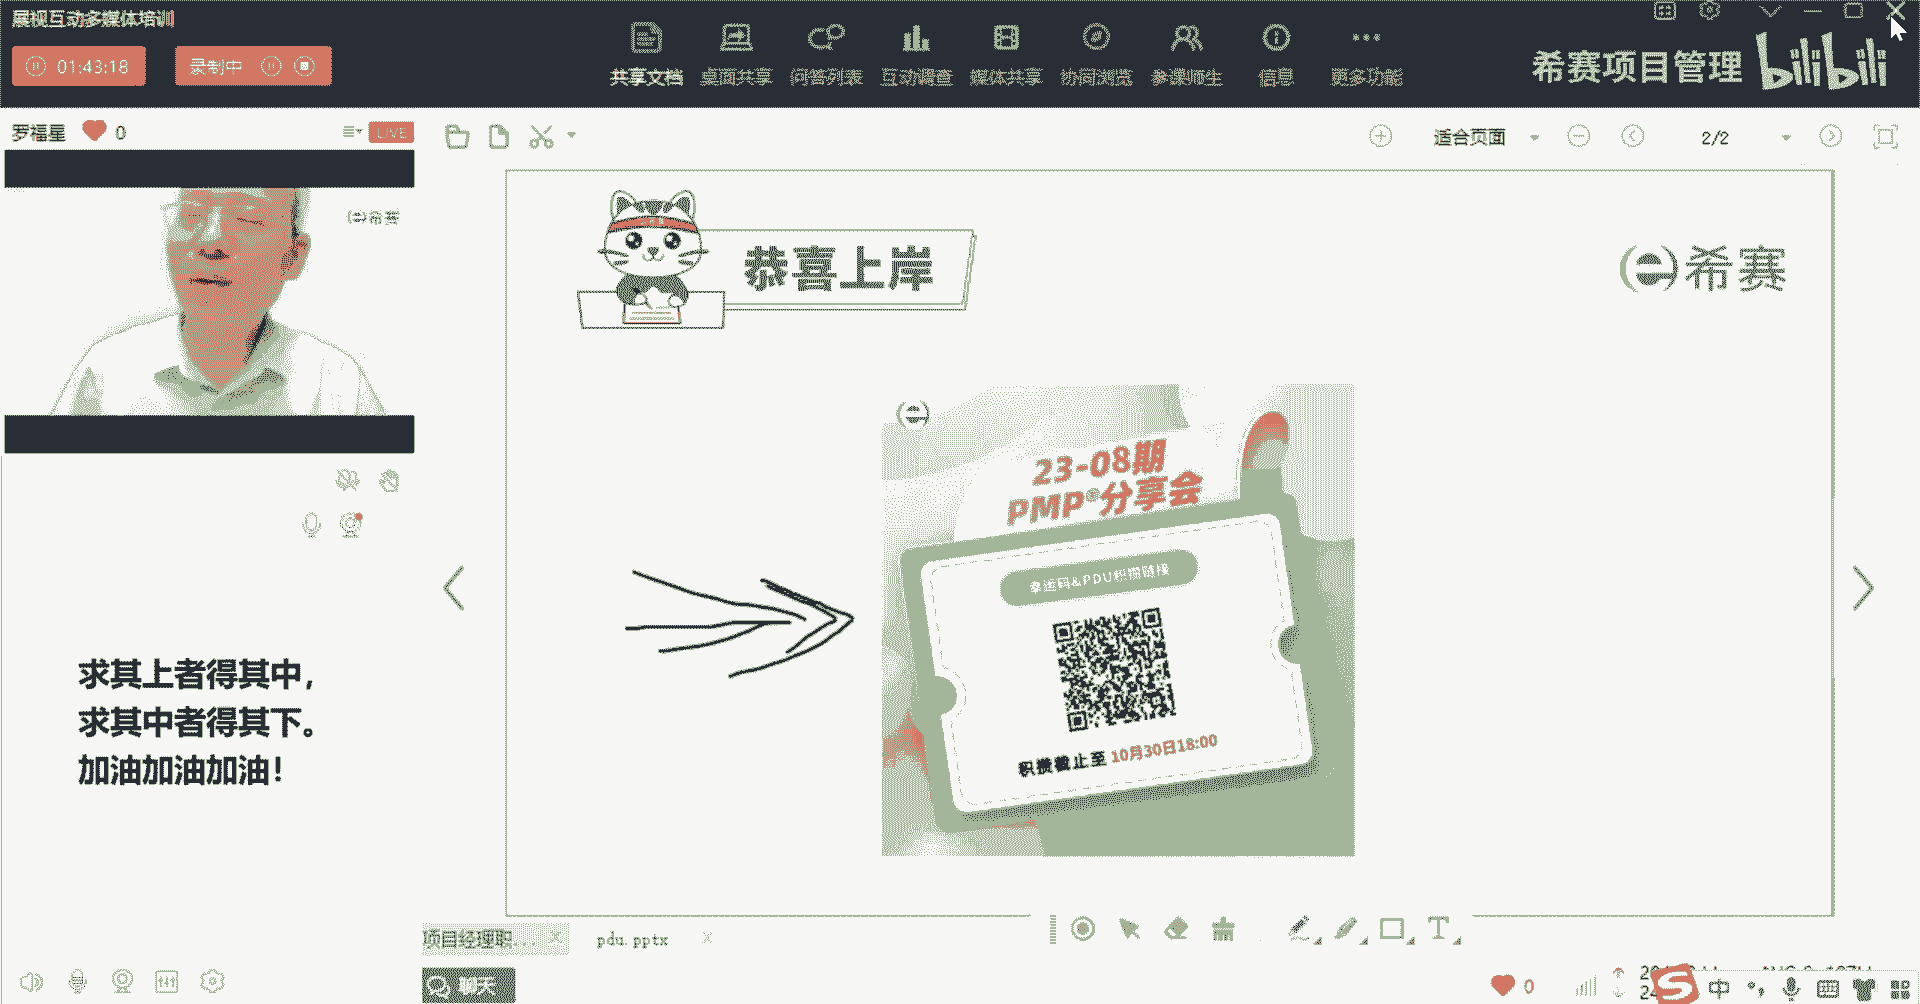 展视互动多媒体培训
01:43:18
录制中
共享文档
桌面共享
问答列表
互动调查
媒体共享
协同浏览
参课师生
信息
更多功能
希赛项目管理
bilibili
罗福星
0
LIVE
适合页面
2/2
希赛
恭喜上岸
希赛
23-08期
PMP®分享会
幸运码&PDU积攒链接
积攒截止至 10月30日18:00
求其上者得其中,
求其中者得其下。
加油加油加油!
项目经理职...
pdu.pptx
T
聊天
0
中